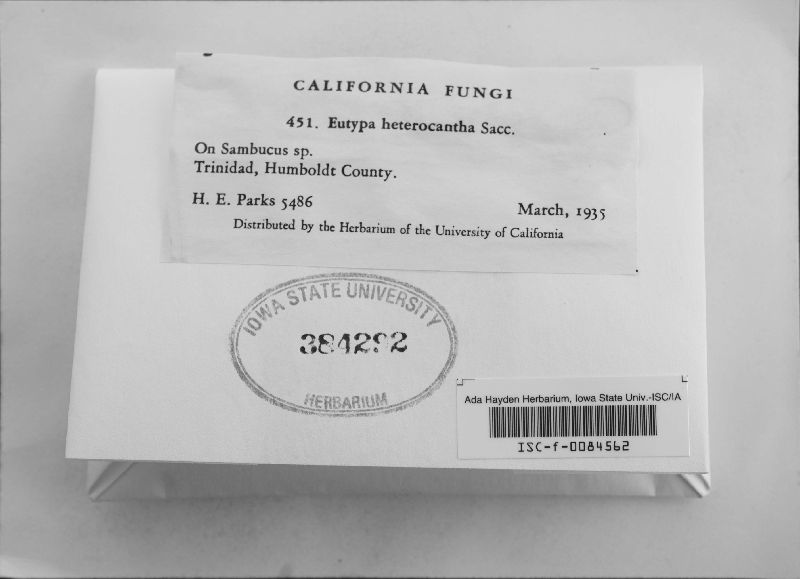 CALIFORNIA FUNGI
451. Eutypa heterocantha Sacc.
On Sambucus sp.
Trinidad, Humboldt County.
H. E. Parks 5486
March, 1935
Distributed by the Herbarium of the University of California
IOWA STATE UNIVERSITY
384292
HERBARIUM
Ada Hayden Herbarium, Iowa State Univ.-ISC/IA
ISC-f-0084562